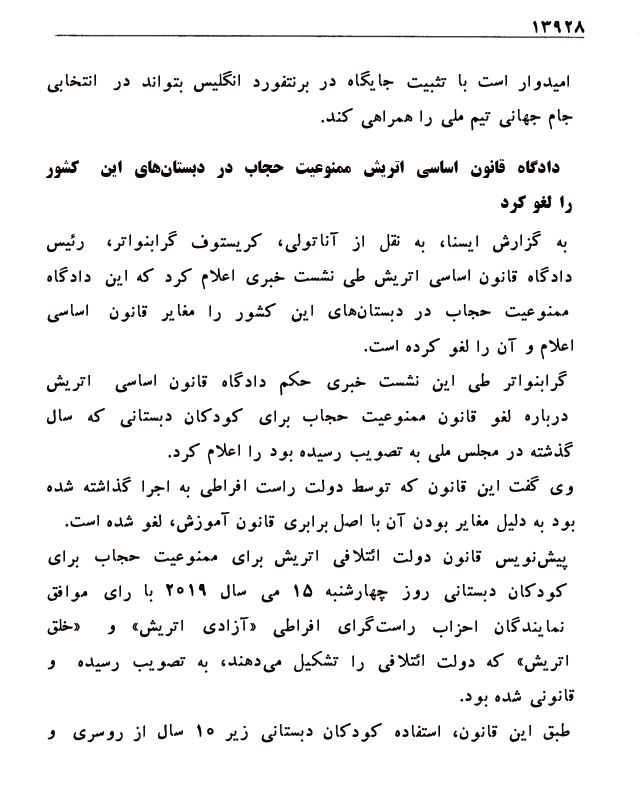 ۱۳۹۲۸
امیدوار است با تثبیت جایگاه در برنتفورد انگلیس بتواند در انتخابی
جام جهانی تیم ملی را همراهی کند.
دادگاه قانون اساسی اتریش ممنوعیت حجاب در دبستان‌های این کشور
را لغو کرد
به گزارش ایسنا، به نقل از آناتولی، کریستوف گرابنواتر، رئیس
دادگاه قانون اساسی اتریش طی نشست خبری اعلام کرد که این دادگاه
ممنوعیت حجاب در دبستان‌های این کشور را مغایر قانون اساسی
اعلام و آن را لغو کرده است.
گرابنواتر طی این نشست خبری حکم دادگاه قانون اساسی اتریش
درباره لغو قانون ممنوعیت حجاب برای کودکان دبستانی که سال
گذشته در مجلس ملی به تصویب رسیده بود را اعلام کرد.
وی گفت این قانون که توسط دولت راست افراطی به اجرا گذاشته شده
بود به دلیل مغایر بودن آن با اصل برابری قانون آموزش، لغو شده است.
پیش‌نویس قانون دولت ائتلافی اتریش برای ممنوعیت حجاب برای
کودکان دبستانی روز چهارشنبه ۱۵ می سال ۲۰۱۹ با رای موافق
نمایندگان احزاب راست‌گرای افراطی «آزادی اتریش» و «خلق
اتریش» که دولت ائتلافی را تشکیل می‌دهند، به تصویب رسیده و
قانونی شده بود.
طبق این قانون، استفاده کودکان دبستانی زیر ۱۰ سال از روسری و